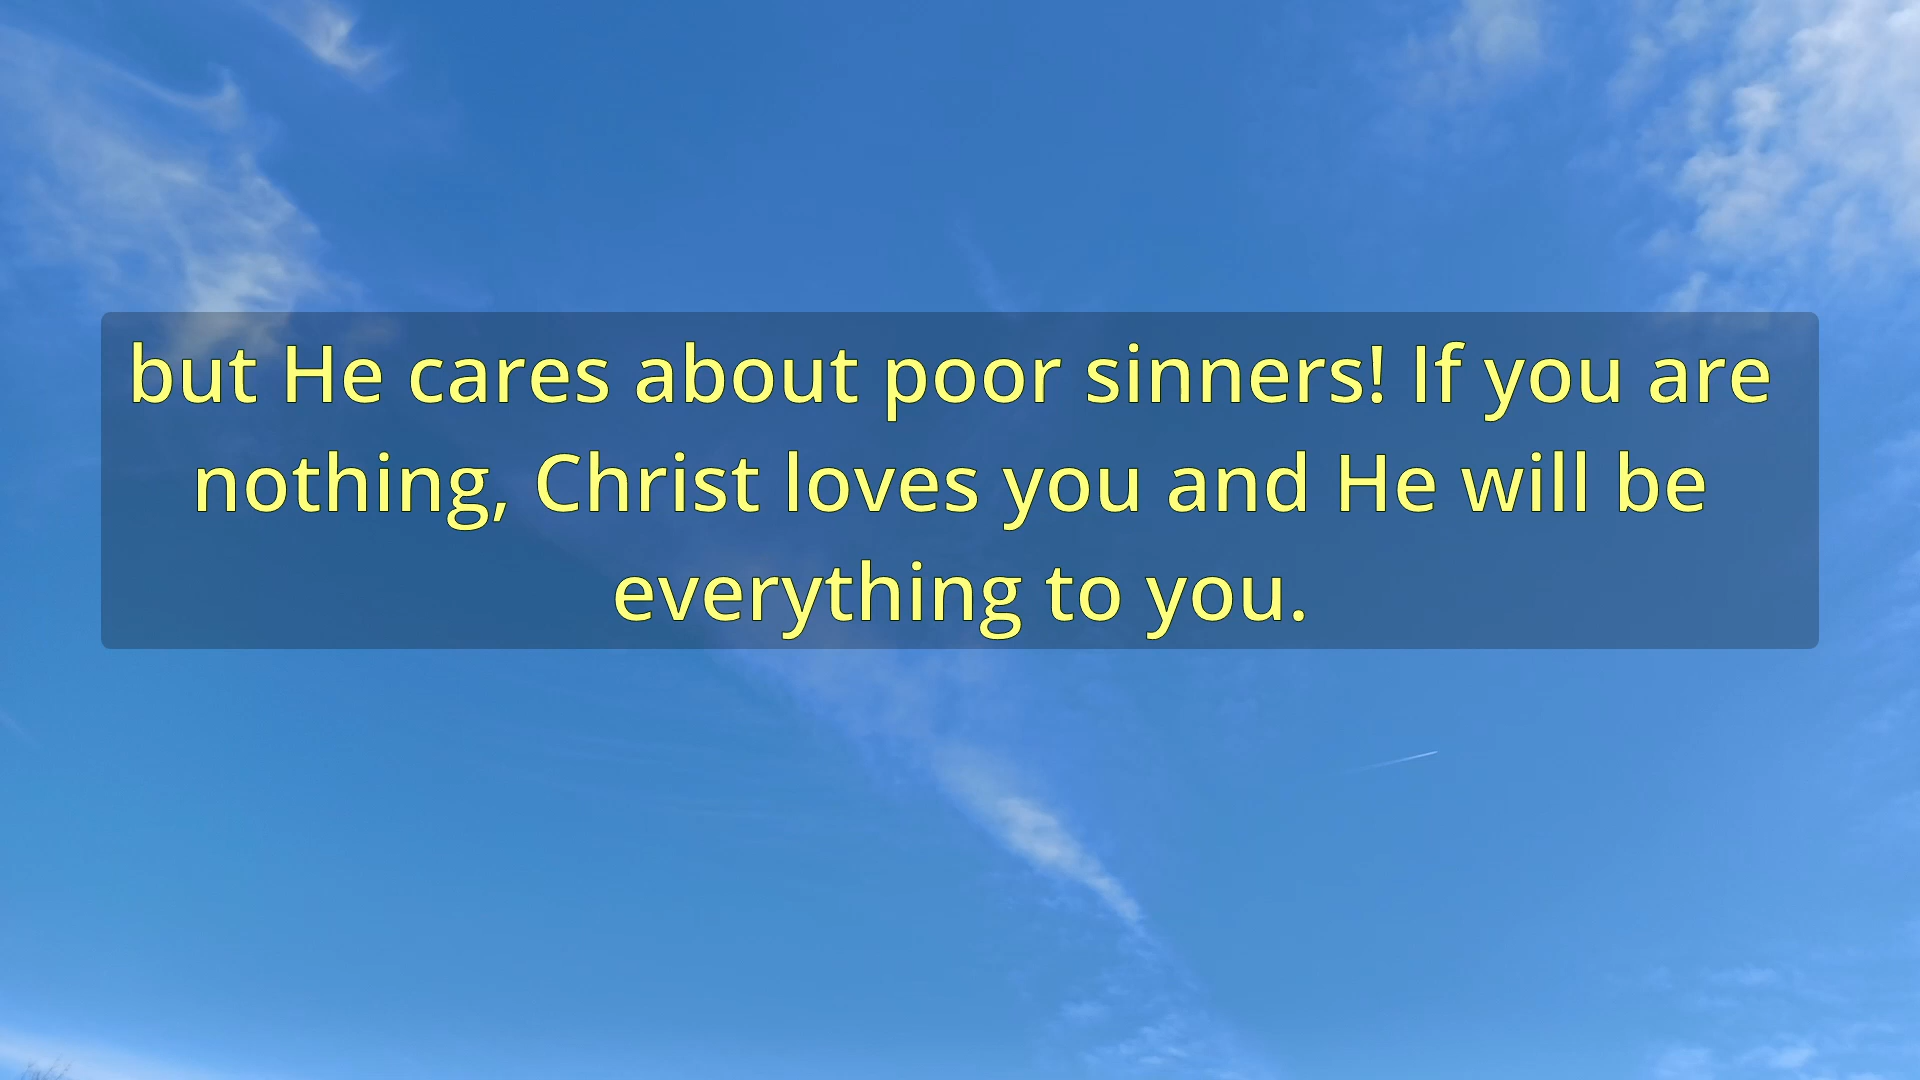 but He cares about poor sinners! If you are
nothing, Christ loves you and He will be
everything to you.